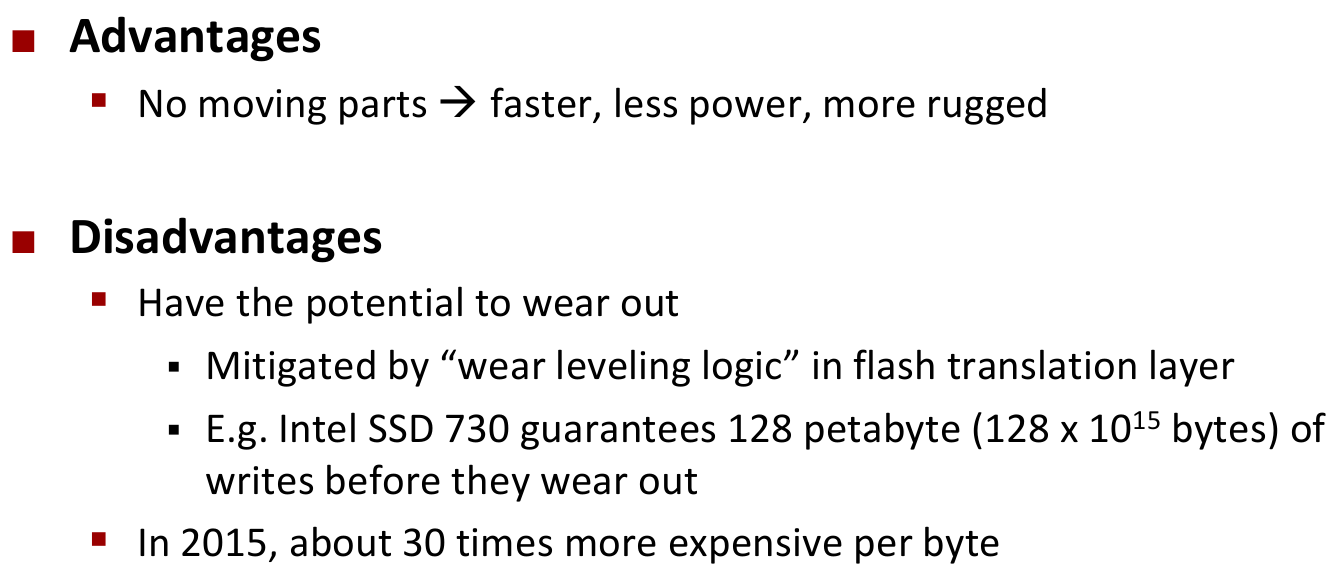 Advantages
No moving parts → faster, less power, more rugged
Disadvantages
Have the potential to wear out
Mitigated by “wear leveling logic” in flash translation layer
E.g. Intel SSD 730 guarantees 128 petabyte (128 x 10¹⁵ bytes) of
writes before they wear out
In 2015, about 30 times more expensive per byte